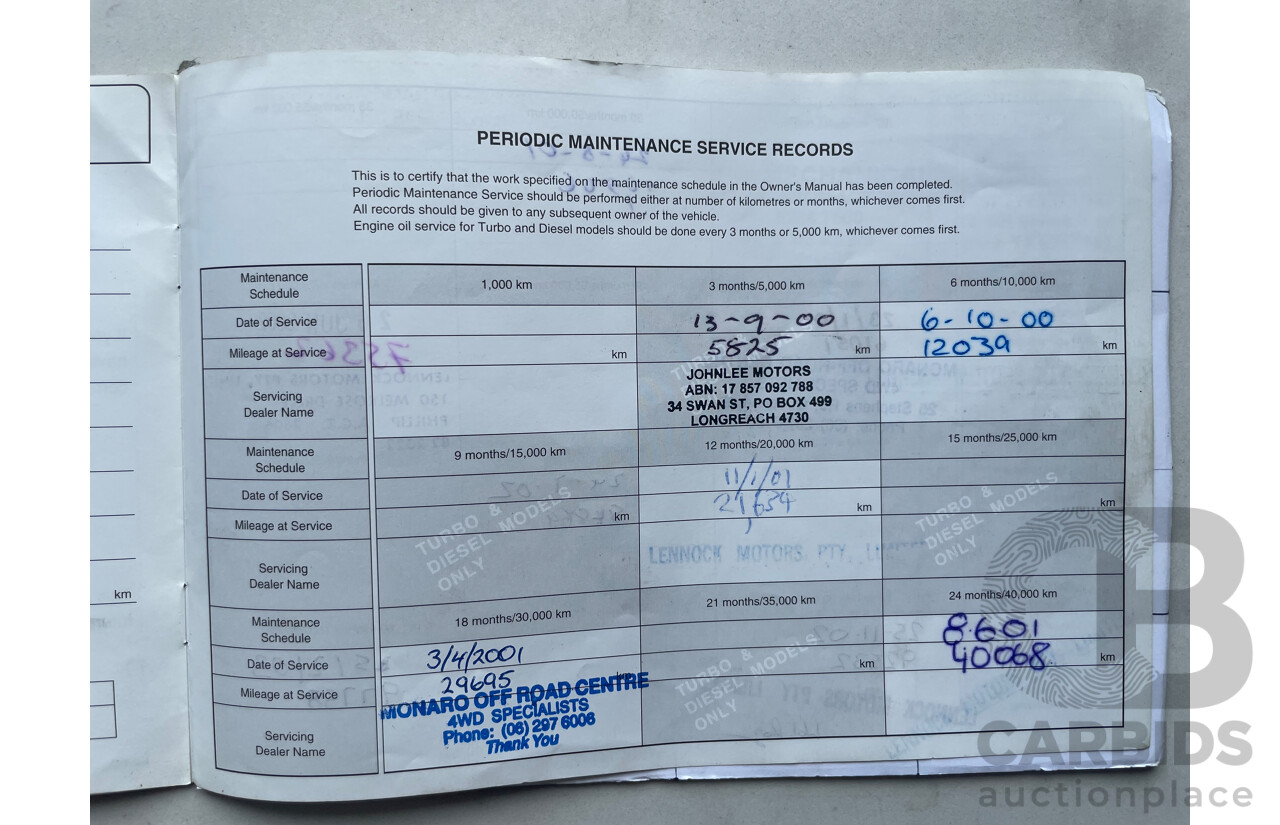 PERIODIC MAINTENANCE SERVICE RECORDS
This is to certify that the work specified on the maintenance schedule in the Owner's Manual has been completed.
Periodic Maintenance Service should be performed either at number of kilometres or months, whichever comes first.
All records should be given to any subsequent owner of the vehicle.
Engine oil service for Turbo and Diesel models should be done every 3 months or 5,000 km, whichever comes first.
Maintenance Schedule 1,000 km 3 months/5,000 km 6 months/10,000 km
Date of Service 13-9-00 6-10-00
Mileage at Service km 5825 km 12039 km
Servicing Dealer Name
JOHNLEE MOTORS
ABN: 17 857 092 788
34 SWAN ST, PO BOX 499
LONGREACH 4730
TURBO & DIESEL MODELS ONLY
Maintenance Schedule 9 months/15,000 km 12 months/20,000 km 15 months/25,000 km
Date of Service 11/1/01
Mileage at Service km 21634 km km
Servicing Dealer Name
TURBO & DIESEL MODELS ONLY
LENNOCK MOTORS PTY.
TURBO & DIESEL MODELS ONLY
km
Maintenance Schedule 18 months/30,000 km 21 months/35,000 km 24 months/40,000 km
Date of Service 3/4/2001 8.601
Mileage at Service 29695 km km 40068 km
Servicing Dealer Name
MONARO OFF ROAD CENTRE
4WD SPECIALISTS
Phone: (06) 297 6006
Thank You
TURBO & DIESEL MODELS ONLY
CARBIDS
auctionplace